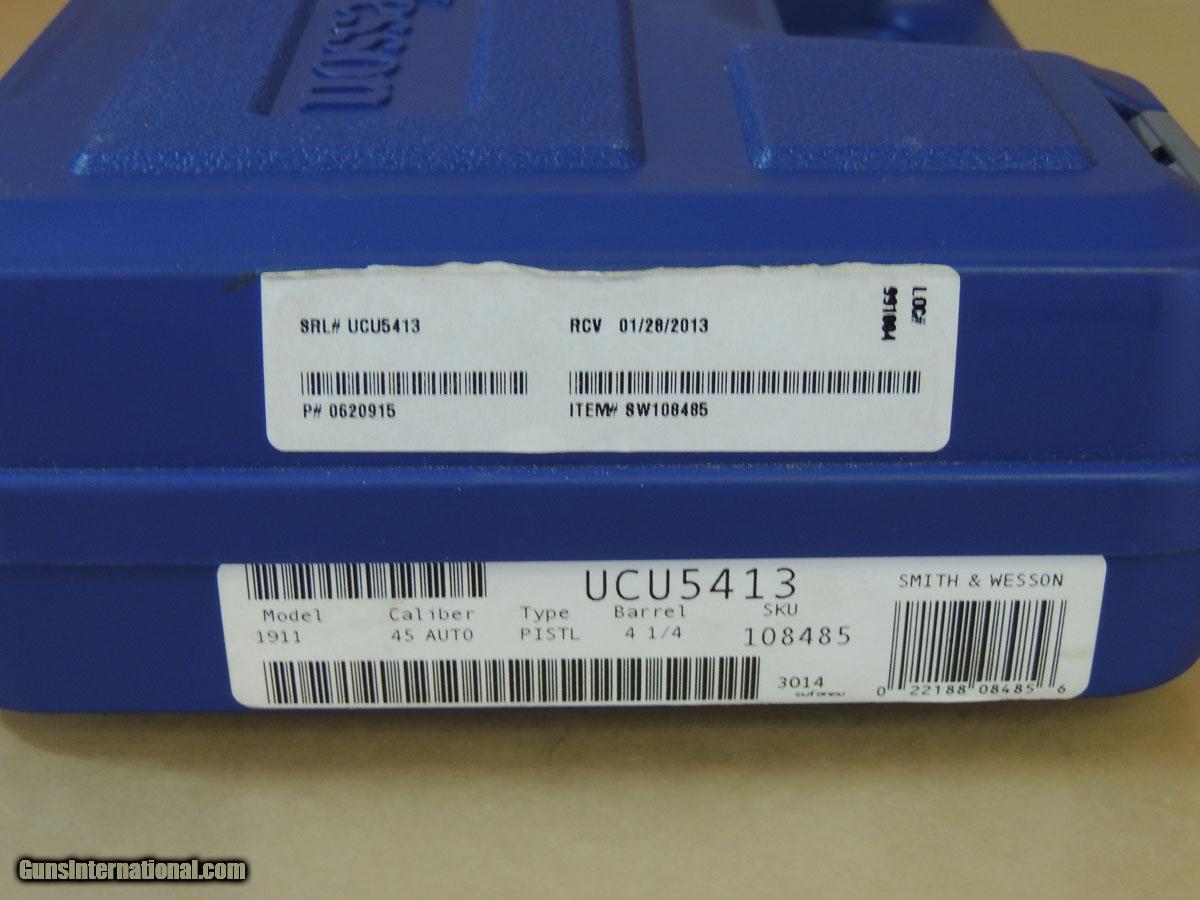 Wesson
SRL# UCU5413
RCV 01/28/2013
LOC#
991004
P# 0620915
ITEM# SW108485
UCU5413
SMITH & WESSON
Model Caliber Type Barrel SKU
1911 45 AUTO PISTL 4 1/4 108485
3014
0 22188 08485 6
GunsInternational.com